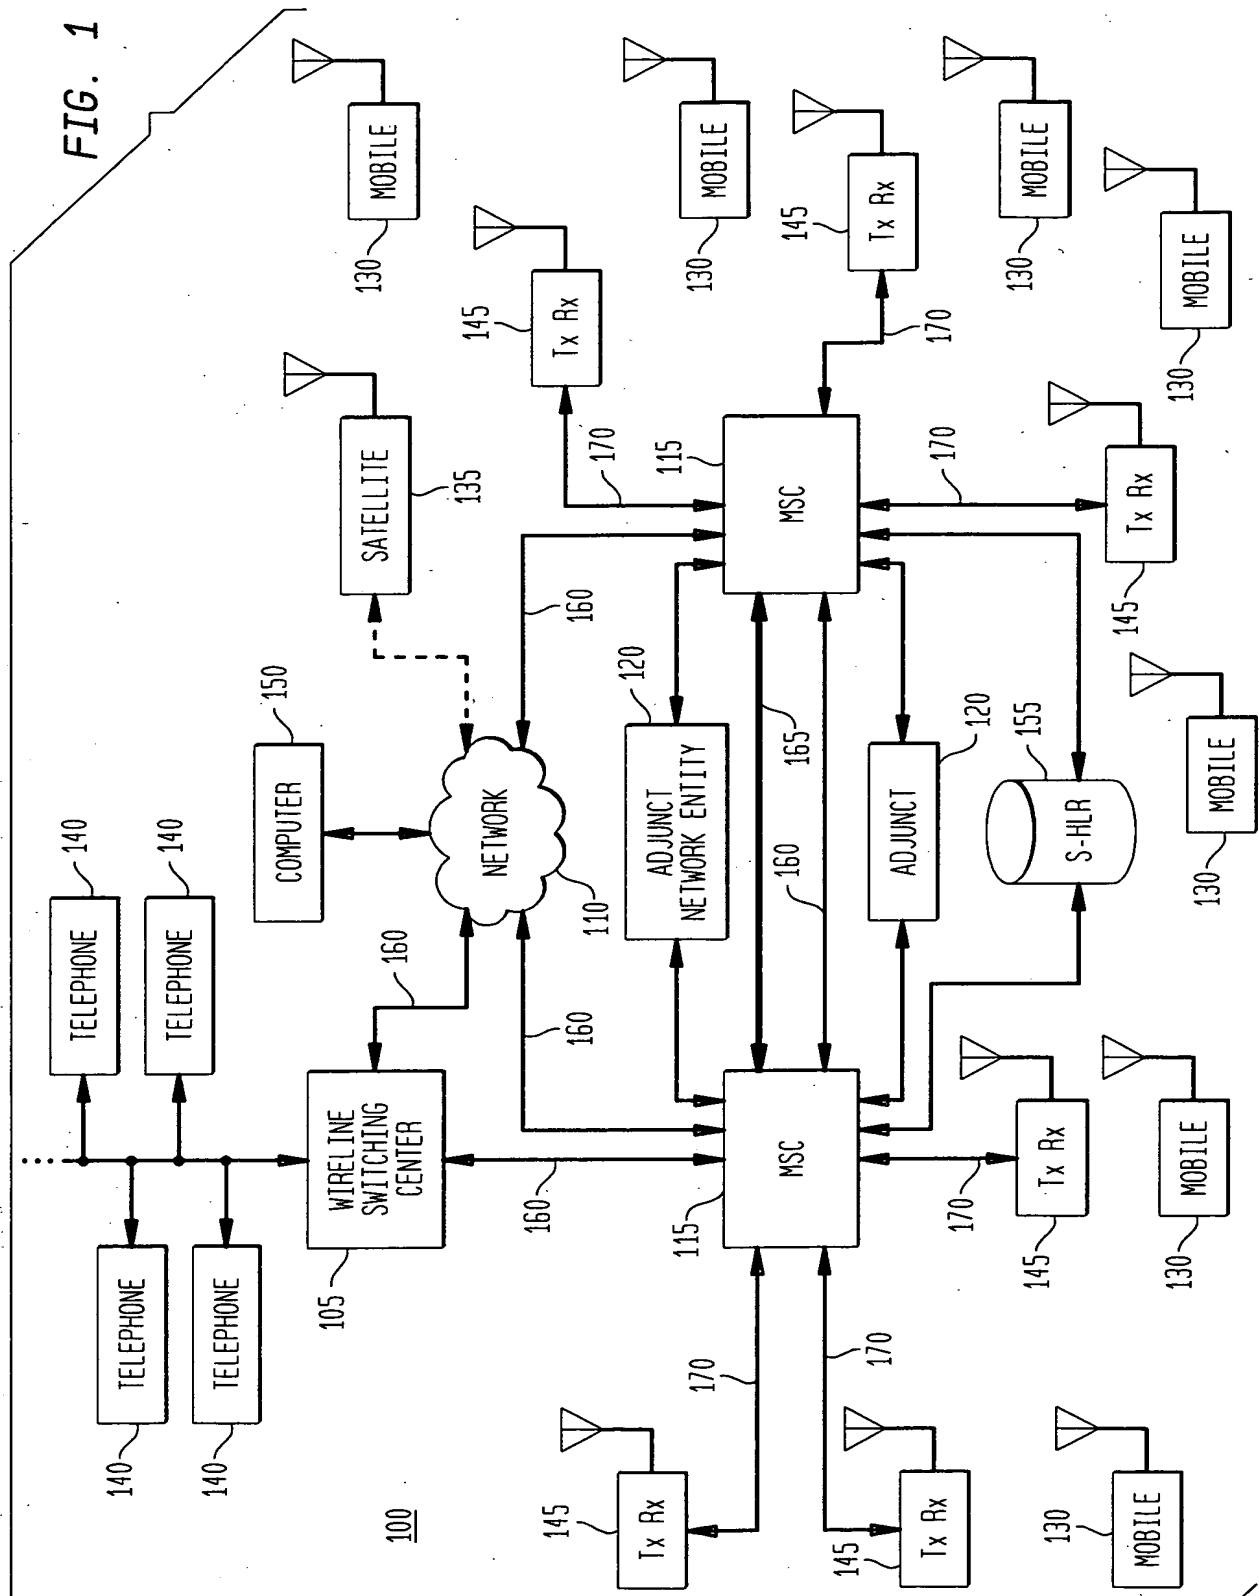 FIG. 1
TELEPHONE
140
140
TELEPHONE
TELEPHONE
140
140
TELEPHONE
COMPUTER
150
105
WIRELINE
SWITCHING
CENTER
SATELLITE
135
130
MOBILE
100
160
NETWORK
110
145
Tx Rx
160
160
160
170
145
Tx Rx
ADJUNCT
NETWORK ENTITY
120
130
MOBILE
170
115
MSC
165
160
115
MSC
145
Tx Rx
170
170
145
Tx Rx
ADJUNCT
120
170
170
130
MOBILE
145
Tx Rx
S-HLR
155
145
Tx Rx
130
MOBILE
130
MOBILE
130
MOBILE
130
MOBILE